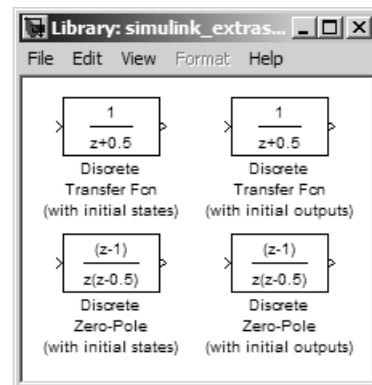 Library: simulink_extras...
File Edit View Format Help
1
z+0.5
Discrete
Transfer Fcn
(with initial states)
1
z+0.5
Discrete
Transfer Fcn
(with initial outputs)
(z-1)
z(z-0.5)
Discrete
Zero-Pole
(with initial states)
(z-1)
z(z-0.5)
Discrete
Zero-Pole
(with initial outputs)